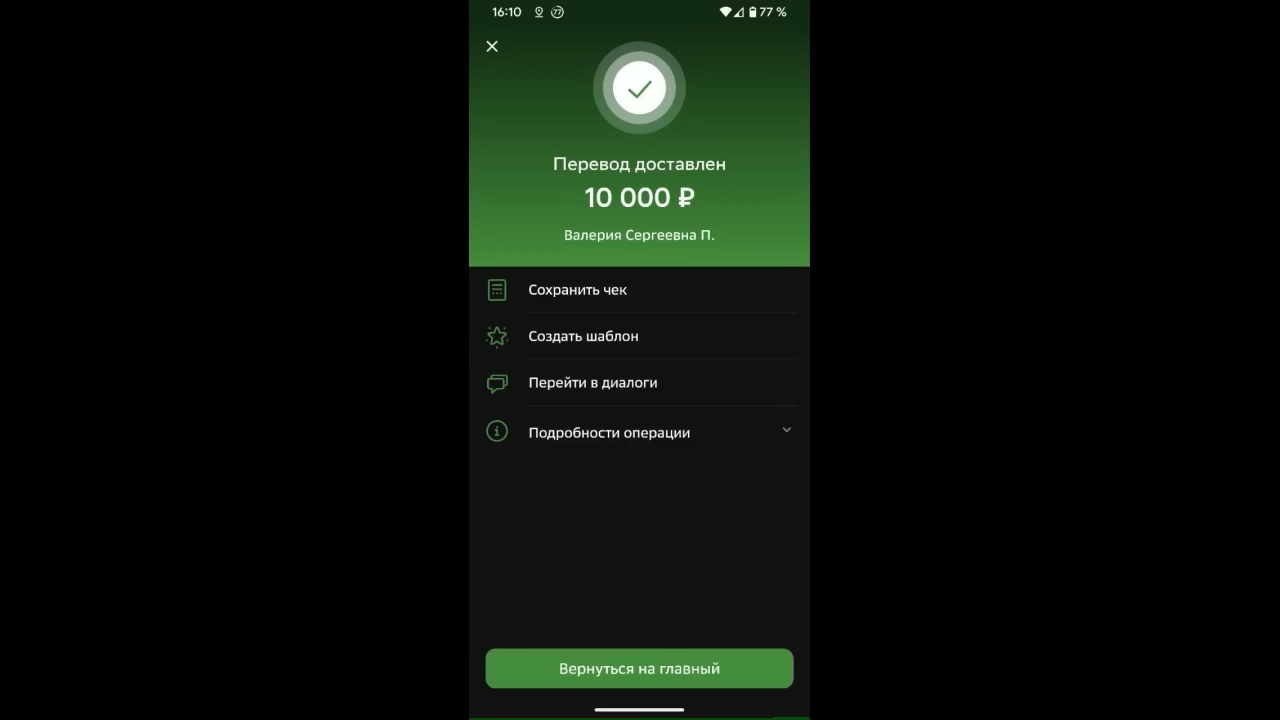 16:10 77 77 %
Перевод доставлен
10 000 ₽
Валерия Сергеевна П.
Сохранить чек
Создать шаблон
Перейти в диалоги
Подробности операции
Вернуться на главный